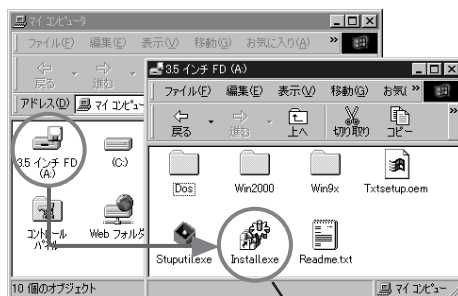 マイ コンピュータ
ファイル(F) 編集(E) 表示(V) 移動(G) お気に入り(A) »
戻る 進む
アドレス(D) マイ コンピュー
3.5 インチ FD (A:)
(C:)
コントロール パネル
Web フォルダ
10 個のオブジェクト
3.5 インチ FD (A:)
ファイル(F) 編集(E) 表示(V) 移動(G) お気に »
戻る 進む 上へ 切り取り コピー »
Dos Win2000 Win9x Txtsetup.oem
Stuputil.exe Install.exe Readme.txt
マイ コンピュー